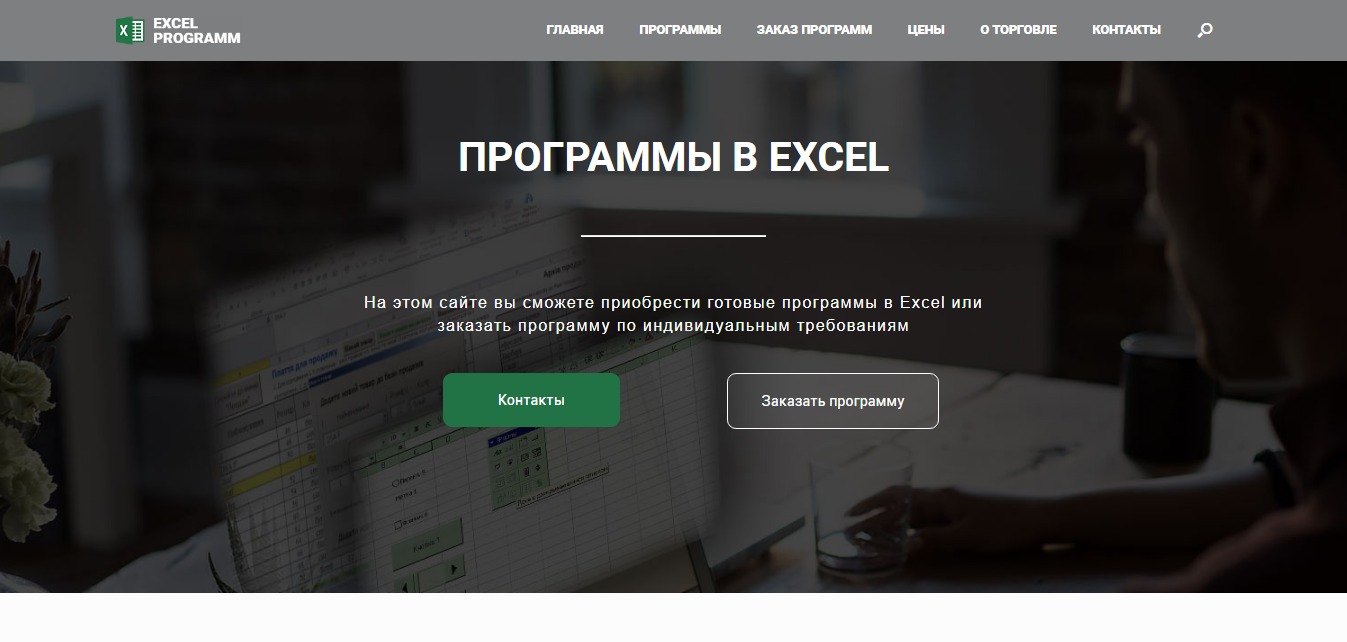 EXCEL
PROGRAMM
ГЛАВНАЯ ПРОГРАММЫ ЗАКАЗ ПРОГРАММ ЦЕНЫ О ТОРГОВЛЕ КОНТАКТЫ
ПРОГРАММЫ В EXCEL
На этом сайте вы сможете приобрести готовые программы в Excel или
заказать программу по индивидуальным требованиям
Контакты Заказать программу